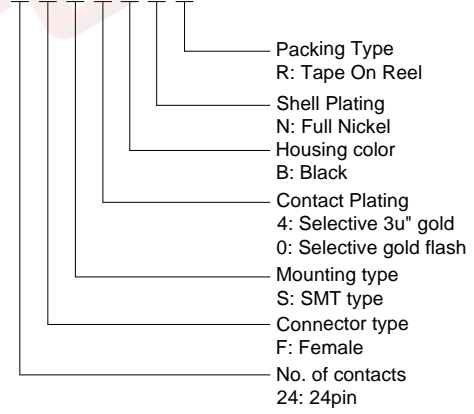 Packing Type
R: Tape On Reel
Shell Plating
N: Full Nickel
Housing color
B: Black
Contact Plating
4: Selective 3u" gold
0: Selective gold flash
Mounting type
S: SMT type
Connector type
F: Female
No. of contacts
24: 24pin